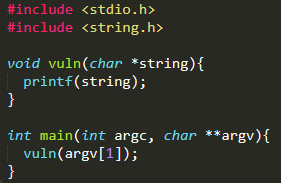 #include <stdio.h>
#include <string.h>
void vuln(char *string){
printf(string);
}
int main(int argc, char **argv){
vuln(argv[1]);
}